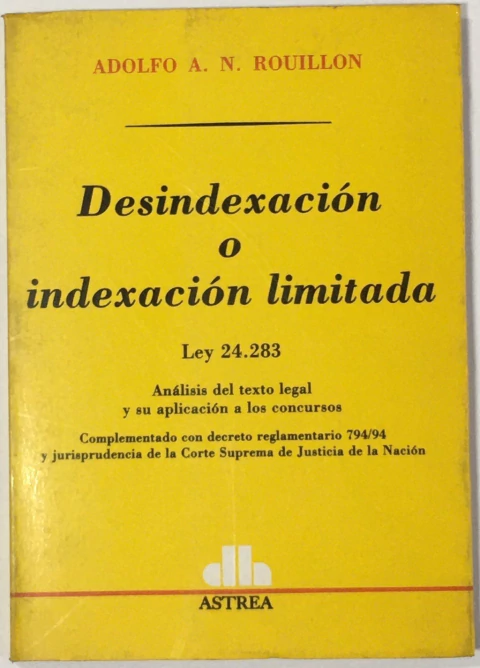 ADOLFO A. N. ROUILLON
Desindexación
o
indexación limitada
Ley 24.283
Análisis del texto legal
y su aplicación a los concursos
Complementado con decreto reglamentario 794/94
y jurisprudencia de la Corte Suprema de Justicia de la Nación
ASTREA